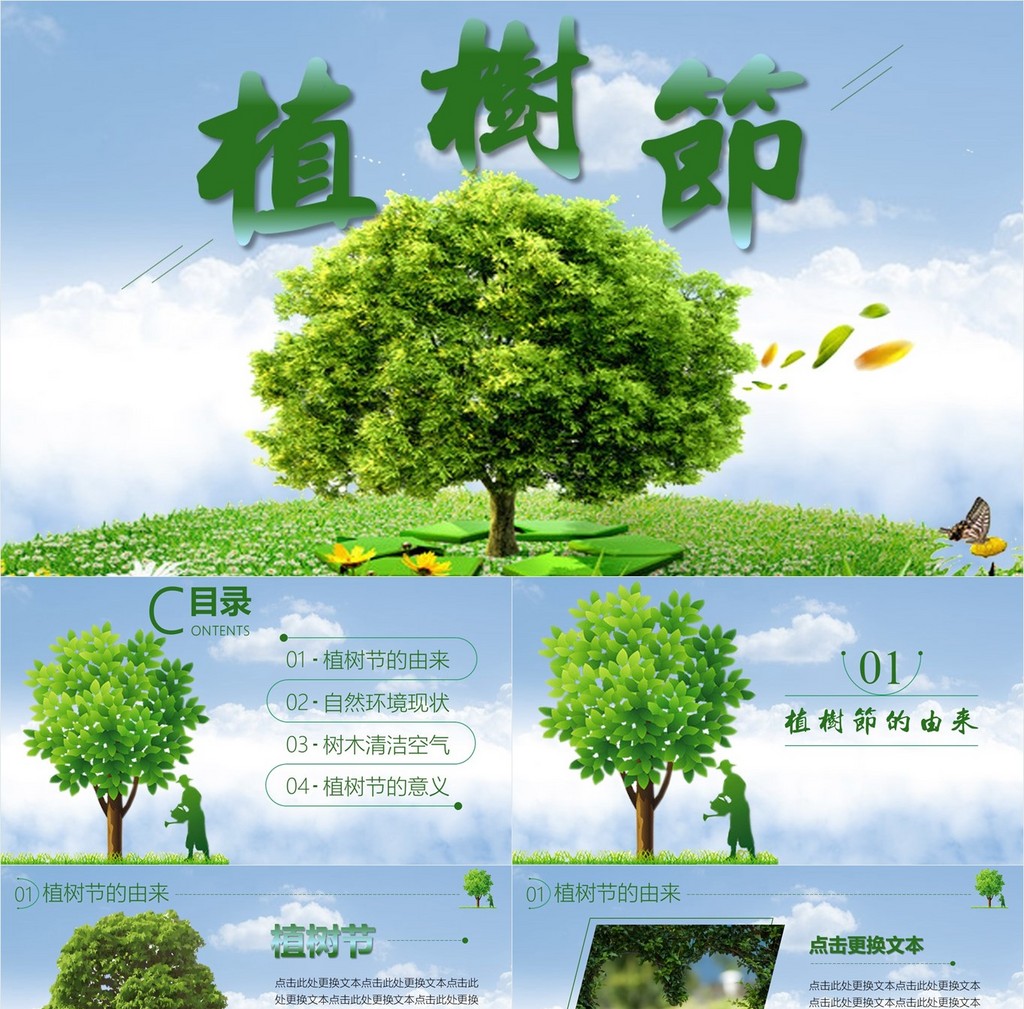 植樹節
C目录
ONTENTS
01-植树节的由来
02-自然环境现状
03-树木清洁空气
04-植树节的意义
01
植樹節的由来
01 植树节的由来
植树节
点击此处更换文本点击此处更换文本点击此
处更换文本点击此处更换文本点击此处更换
01 植树节的由来
点击更换文本
点击此处更换文本点击此处更换文本
点击此处更换文本点击此处更换文本